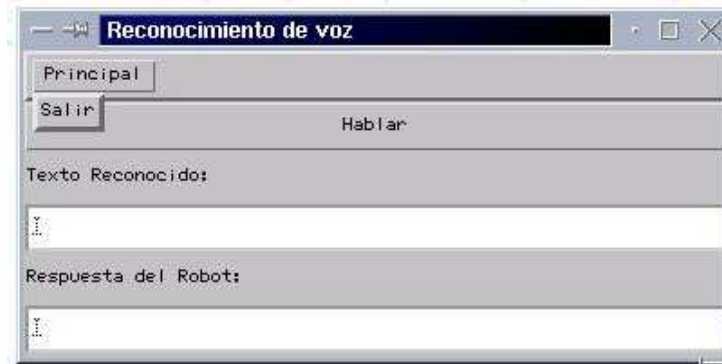 Reconocimiento de voz
Principal
Salir
Hablar
Texto Reconocido:
Respuesta del Robot: